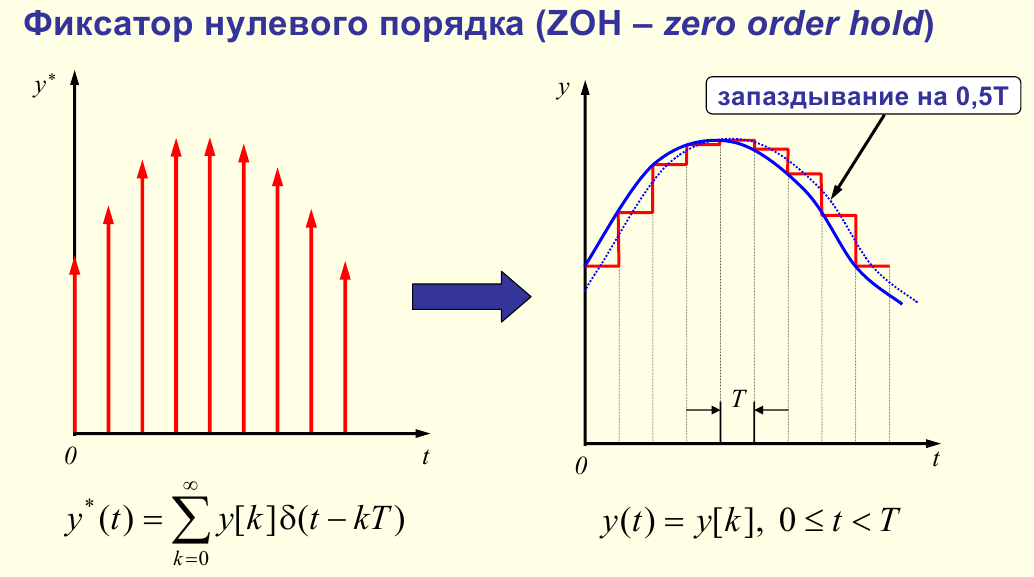 Фиксатор нулевого порядка (ZOH – zero order hold)
y*
y
запаздывание на 0,5T
T
0
t
0
t
y*(t) = ∑_{k=0}^{∞} y[k]δ(t − kT)
y(t) = y[k], 0 ≤ t < T